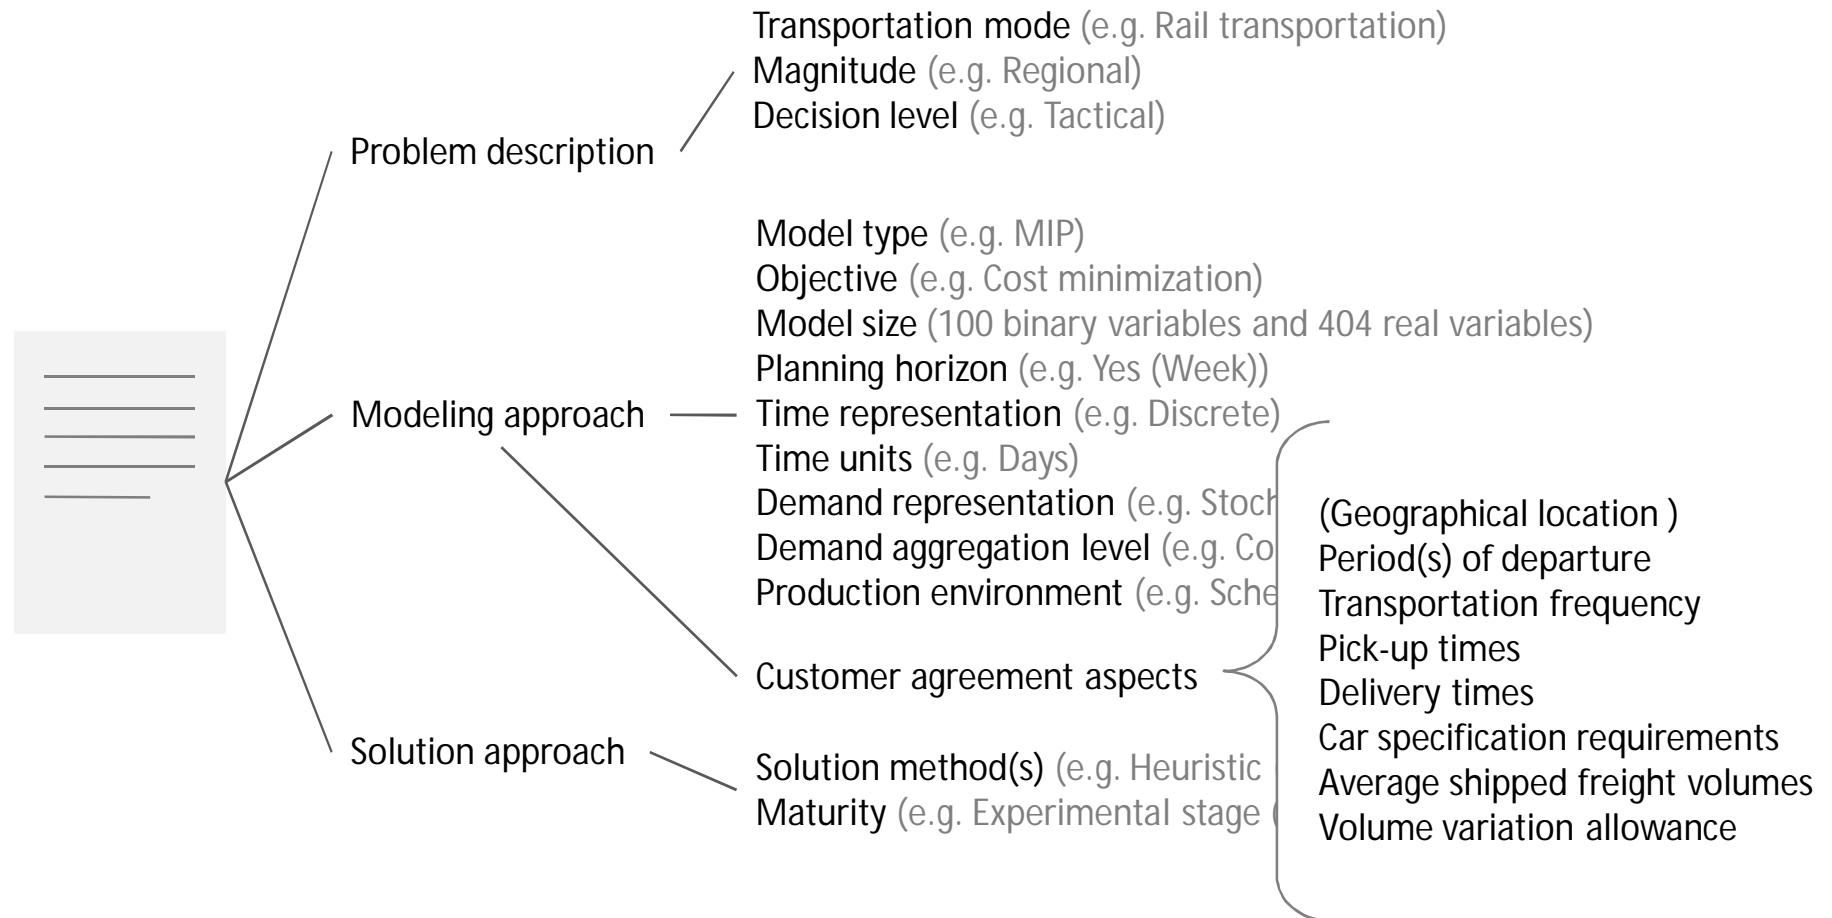 Transportation mode (e.g. Rail transportation)
Magnitude (e.g. Regional)
Decision level (e.g. Tactical)
Problem description
Model type (e.g. MIP)
Objective (e.g. Cost minimization)
Model size (100 binary variables and 404 real variables)
Planning horizon (e.g. Yes (Week))
Modeling approach
Time representation (e.g. Discrete)
Time units (e.g. Days)
Demand representation (e.g.
Demand aggregation level (e.g.
Production environment (e.g.
Customer agreement aspects
(Geographical location )
Period(s) of departure
Transportation frequency
Pick-up times
Delivery times
Car specification requirements
Average shipped freight volumes
Volume variation allowance
Solution approach
Solution method(s) (e.g. Heuristic
Maturity (e.g. Experimental stage (